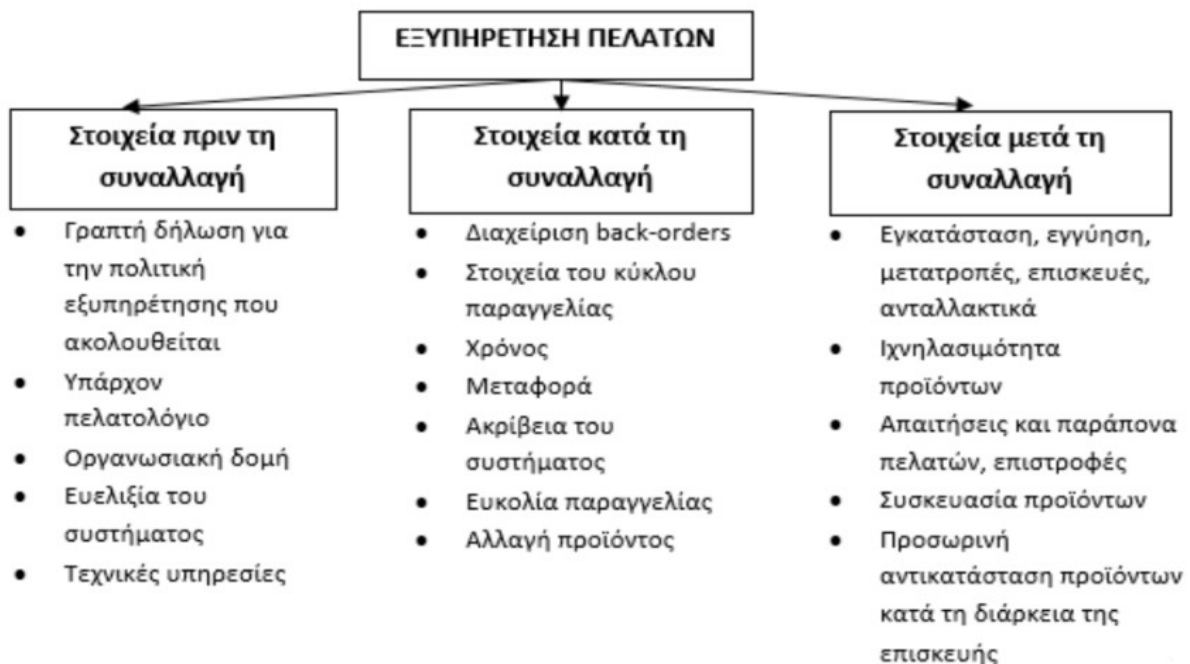 ΕΞΥΠΗΡΕΤΗΣΗ ΠΕΛΑΤΩΝ
Στοιχεία πριν τη
συναλλαγή
• Γραπτή δήλωση για
την πολιτική
εξυπηρέτησης που
ακολουθείται
• Υπάρχον
πελατολόγιο
• Οργανωσιακή δομή
• Ευελιξία του
συστήματος
• Τεχνικές υπηρεσίες
Στοιχεία κατά τη
συναλλαγή
• Διαχείριση back-orders
• Στοιχεία του κύκλου
παραγγελίας
• Χρόνος
• Μεταφορά
• Ακρίβεια του
συστήματος
• Ευκολία παραγγελίας
• Αλλαγή προϊόντος
Στοιχεία μετά τη
συναλλαγή
• Εγκατάσταση, εγγύηση,
μετατροπές, επισκευές,
ανταλλακτικά
• Ιχνηλασιμότητα
προϊόντων
• Απαιτήσεις και παράπονα
πελατών, επιστροφές
• Συσκευασία προϊόντων
• Προσωρινή
αντικατάσταση προϊόντων
κατά τη διάρκεια της
επισκευής